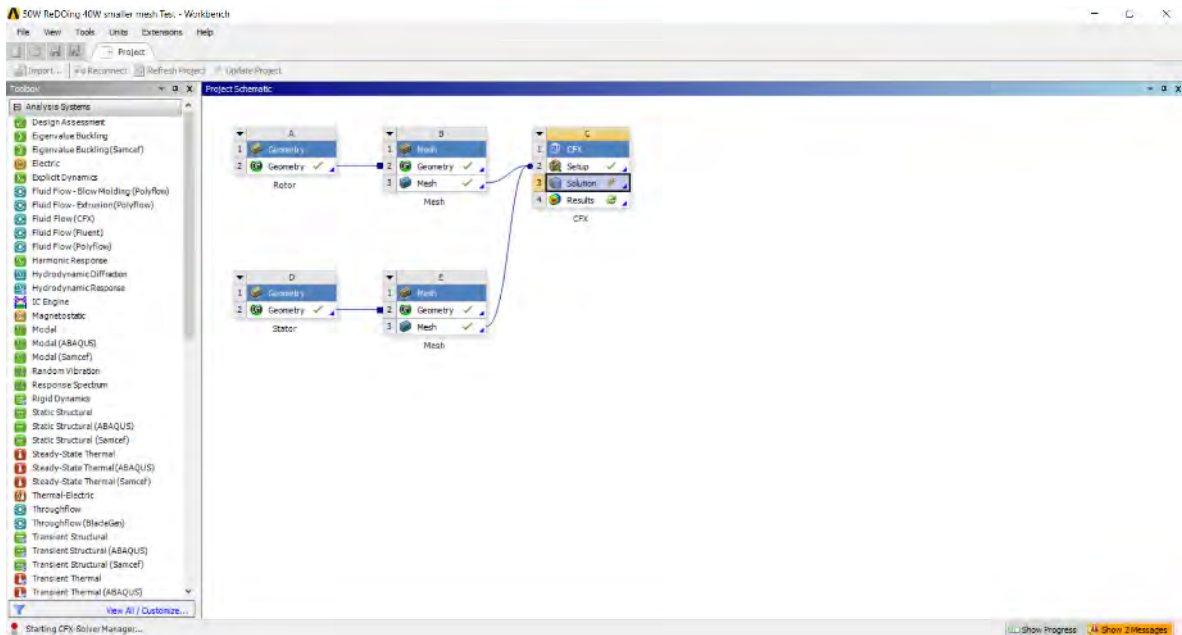 50W ReDOing 40W smaller mesh Test - Workbench
File View Tools Units Extensions Help
Project
Import... Reconnect Refresh Project Update Project
Toolbox
Project Schematic
Analysis Systems
Design Assessment
Eigenvalue Buckling
Eigenvalue Buckling (Samcef)
Electric
Explicit Dynamics
Fluid Flow - Blow Molding (Polyflow)
Fluid Flow - Extrusion (Polyflow)
Fluid Flow (CFX)
Fluid Flow (Fluent)
Fluid Flow (Polyflow)
Harmonic Response
Hydrodynamic Diffraction
Hydrodynamic Response
IC Engine
Magnetostatic
Modal
Modal (ABAQUS)
Modal (Samcef)
Random Vibration
Response Spectrum
Rigid Dynamics
Static Structural
Static Structural (ABAQUS)
Static Structural (Samcef)
Steady-State Thermal
Steady-State Thermal (ABAQUS)
Steady-State Thermal (Samcef)
Thermal-Electric
Throughflow
Throughflow (BladeGen)
Transient Structural
Transient Structural (ABAQUS)
Transient Structural (Samcef)
Transient Thermal
Transient Thermal (ABAQUS)
View All / Customize...
A
1 Geometry
2 Geometry
Rotor
B
1 Mesh
2 Geometry
3 Mesh
Mesh
C
1 CFX
2 Setup
3 Solution
4 Results
CFX
D
1 Geometry
2 Geometry
Stator
E
1 Mesh
2 Geometry
3 Mesh
Mesh
Starting CFX-Solver Manager...
Show Progress
Show 2 Messages